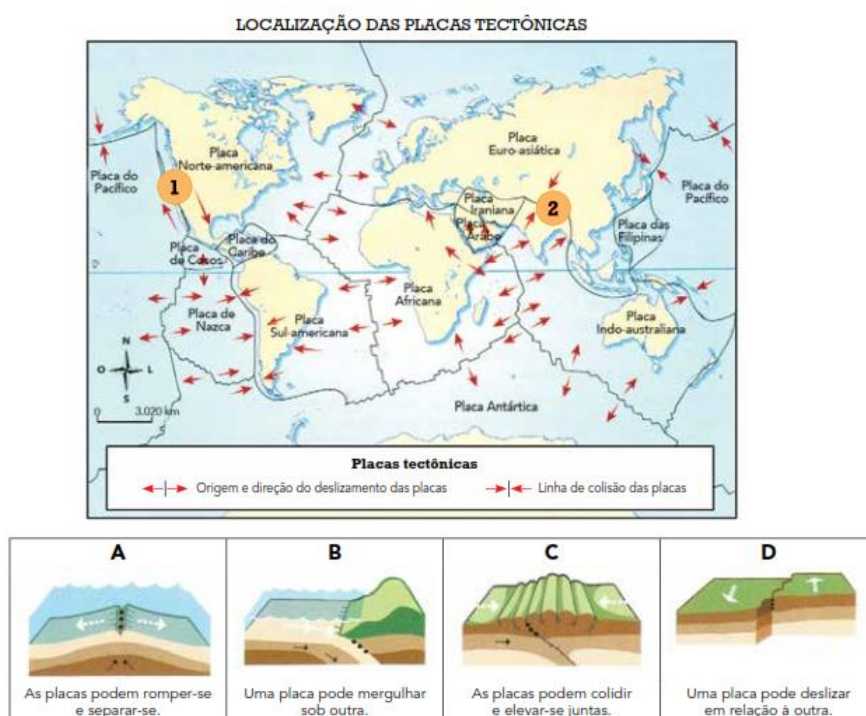 LOCALIZAÇÃO DAS PLACAS TECTÔNICAS
Placa
Norte-americana
Placa
Euro-asiática
Placa do
Pacífico
1
Placa
Iraniana
2
Placa do
Pacífico
Placa
Arabe
Placa das
Filipinas
Placa
de Cocos
Placa do
Caribe
Placa
Africana
Placa de
Nazca
Placa
Sul-americana
Placa
Indo-australiana
N
O L
S
0 3.020 km
Placa Antártica
Placas tectônicas
Origem e direção do deslizamento das placas
Linha de colisão das placas
A
B
C
D
As placas podem romper-se
e separar-se.
Uma placa pode mergulhar
sob outra.
As placas podem colidir
e elevar-se juntas.
Uma placa pode deslizar
em relação à outra.